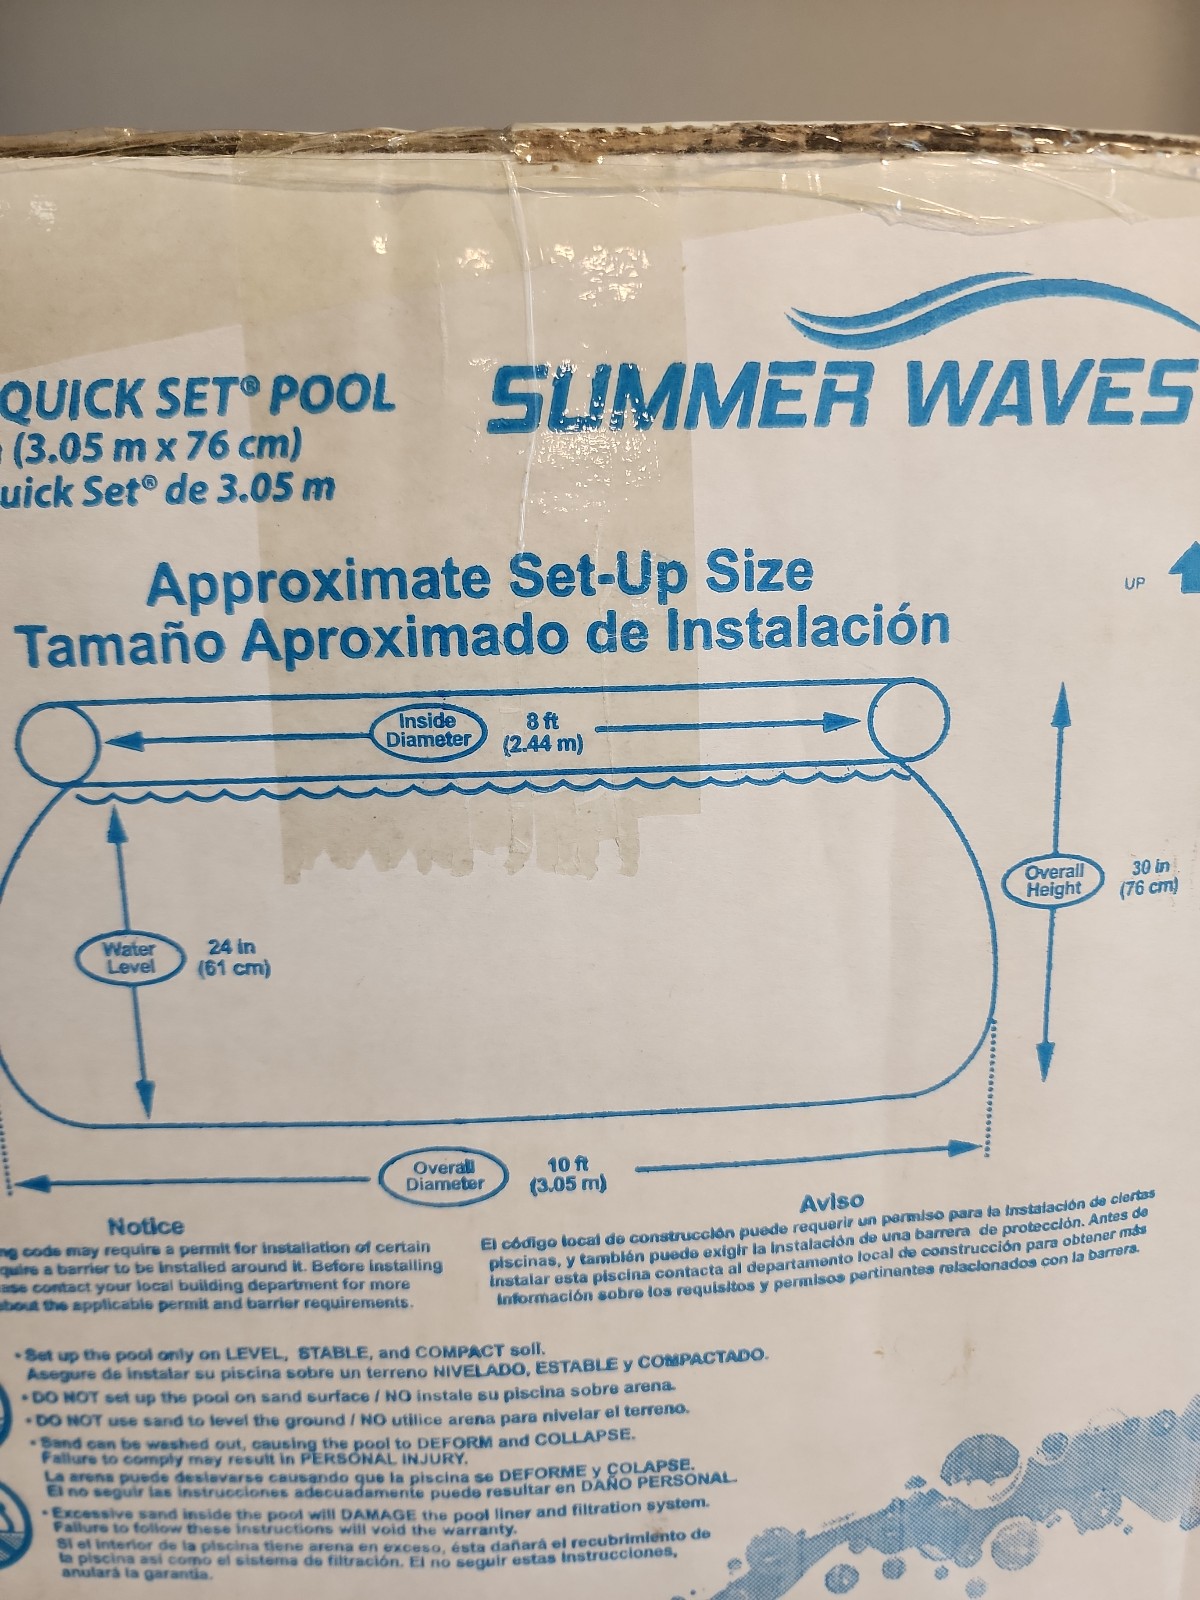 QUICK SET® POOL
(3.05 m x 76 cm)
uick Set® de 3.05 m
SUMMER WAVES
Approximate Set-Up Size
Tamaño Aproximado de Instalación
UP
Inside
Diameter
8 ft
(2.44 m)
Overall
Height
30 in
(76 cm)
Water
Level
24 in
(61 cm)
Overall
Diameter
10 ft
(3.05 m)
Notice
ng code may require a permit for installation of certain
quire a barrier to be installed around it. Before installing
ase contact your local building department for more
about the applicable permit and barrier requirements.
Aviso
El código local de construcción puede requerir un permiso para la instalación de ciertas
piscinas, y también puede exigir la instalación de una barrera de protección. Antes de
instalar esta piscina contacta al departamento local de construcción para obtener más
información sobre los requisitos y permisos pertinentes relacionados con la barrera.
• Set up the pool only on LEVEL, STABLE, and COMPACT soil.
Asegure de instalar su piscina sobre un terreno NIVELADO, ESTABLE y COMPACTADO.
• DO NOT set up the pool on sand surface / NO instale su piscina sobre arena.
• DO NOT use sand to level the ground / NO utilice arena para nivelar el terreno.
• Sand can be washed out, causing the pool to DEFORM and COLLAPSE.
Failure to comply may result in PERSONAL INJURY.
La arena puede deslavarse causando que la piscina se DEFORME y COLAPSE.
El no seguir las instrucciones adecuadamente puede resultar en DAÑO PERSONAL.
• Excessive sand inside the pool will DAMAGE the pool liner and filtration system.
Failure to follow these instructions will void the warranty.
Si el interior de la piscina tiene arena en exceso, ésta dañará el recubrimiento de
la piscina así como el sistema de filtración. El no seguir estas instrucciones,
anulará la garantía.